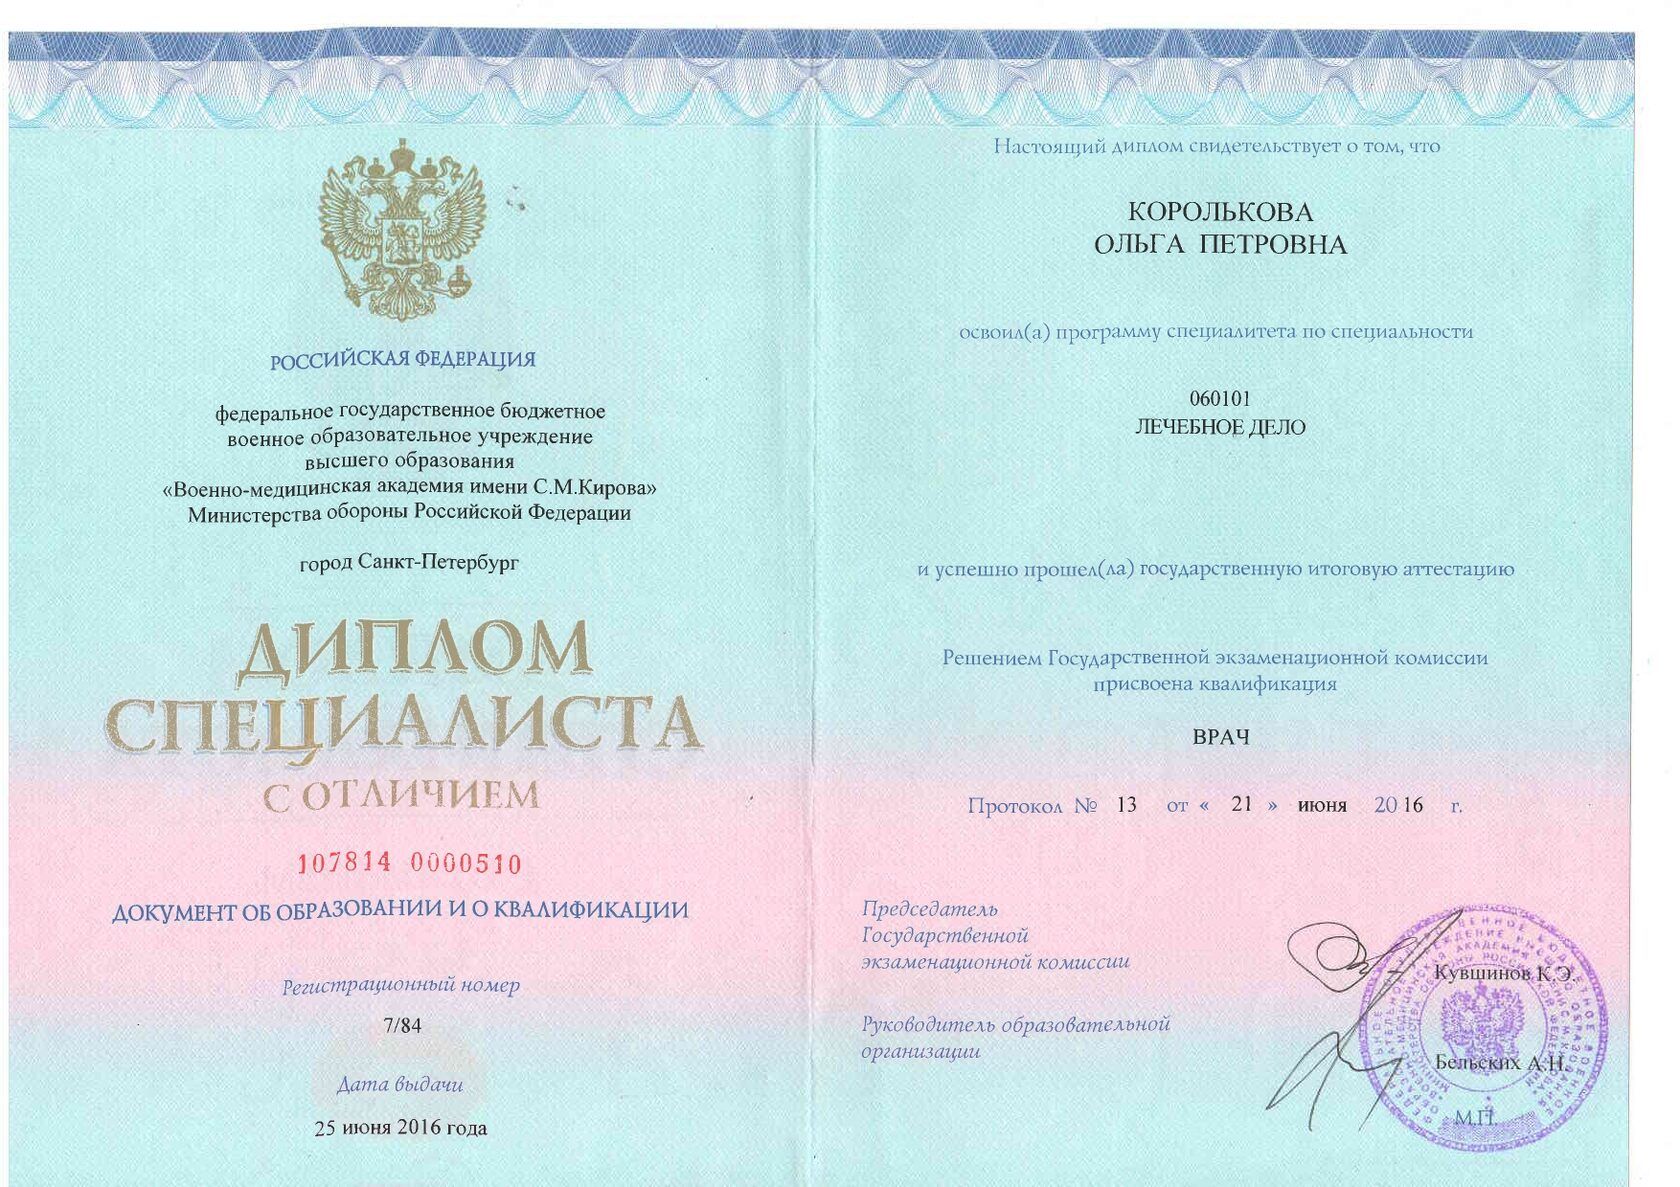 РОССИЙСКАЯ ФЕДЕРАЦИЯ
федеральное государственное бюджетное
военное образовательное учреждение
высшего образования
«Военно-медицинская академия имени С.М.Кирова»
Министерства обороны Российской Федерации
город Санкт-Петербург
ДИПЛОМ
СПЕЦИАЛИСТА
С ОТЛИЧИЕМ
107814 0000510
ДОКУМЕНТ ОБ ОБРАЗОВАНИИ И О КВАЛИФИКАЦИИ
Регистрационный номер
7/84
Дата выдачи
25 июня 2016 года
Настоящий диплом свидетельствует о том, что
КОРОЛЬКОВА
ОЛЬГА ПЕТРОВНА
освоил(а) программу специалитета по специальности
060101
ЛЕЧЕБНОЕ ДЕЛО
и успешно прошел(ла) государственную итоговую аттестацию
Решением Государственной экзаменационной комиссии
присвоена квалификация
ВРАЧ
Протокол № 13 от « 21 » июня 2016 г.
Председатель
Государственной
экзаменационной комиссии
Кувшинов К.Э.
Руководитель образовательной
организации
Бельских А.Н.
М.П.